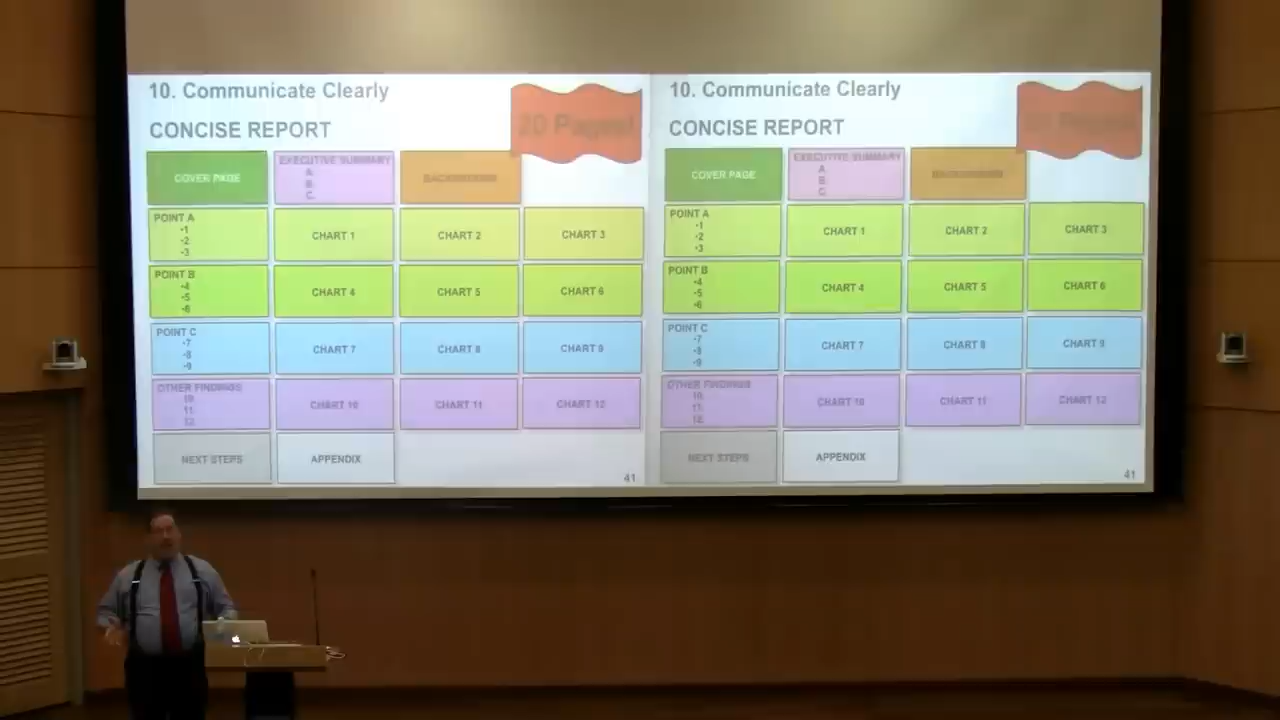 10. Communicate Clearly
CONCISE REPORT
20 Pages!
COVER PAGE
EXECUTIVE SUMMARY
A.
B.
C.
BACKGROUND
POINT A
-1
-2
-3
CHART 1
CHART 2
CHART 3
POINT B
-4
-5
-6
CHART 4
CHART 5
CHART 6
POINT C
-7
-8
-9
CHART 7
CHART 8
CHART 9
OTHER FINDINGS
10.
11.
12.
CHART 10
CHART 11
CHART 12
NEXT STEPS
APPENDIX
41
10. Communicate Clearly
CONCISE REPORT
COVER PAGE
EXECUTIVE SUMMARY
A.
B.
C.
BACKGROUND
POINT A
-1
-2
-3
CHART 1
CHART 2
CHART 3
POINT B
-4
-5
-6
CHART 4
CHART 5
CHART 6
POINT C
-7
-8
-9
CHART 7
CHART 8
CHART 9
OTHER FINDINGS
10.
11.
12.
CHART 10
CHART 11
CHART 12
NEXT STEPS
APPENDIX
41